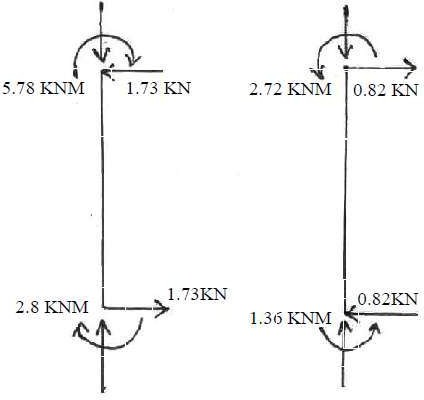 5.78 KNM
1.73 KN
2.72 KNM
0.82 KN
2.8 KNM
1.73KN
1.36 KNM
0.82KN